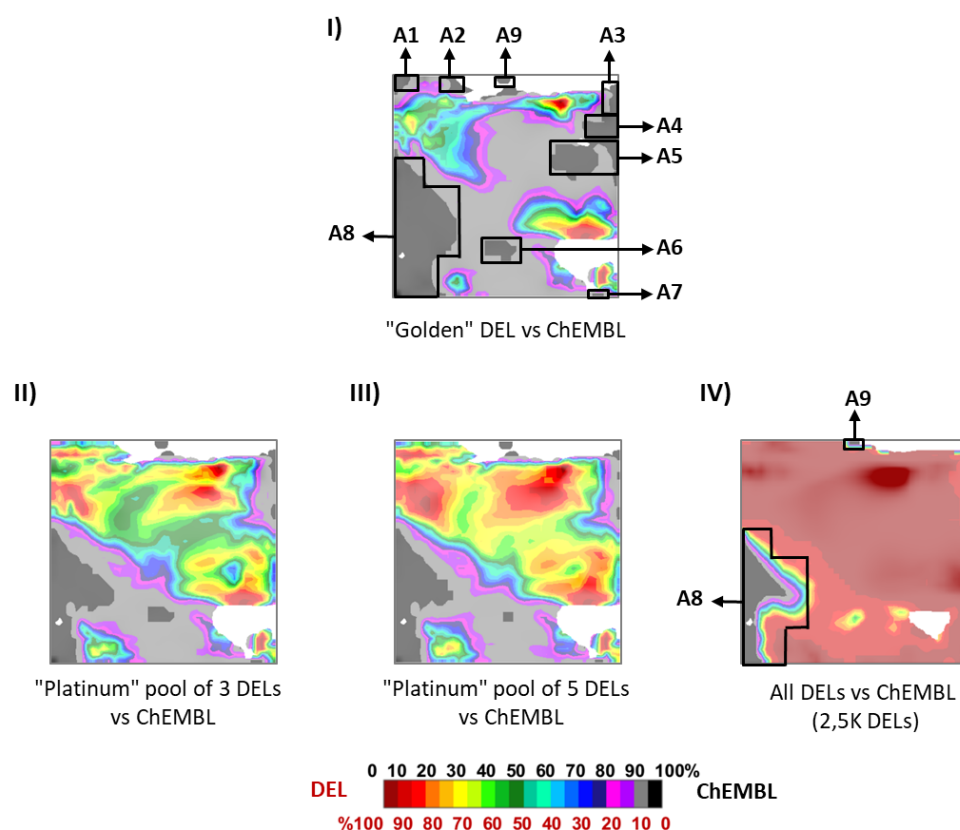 I)
A1 A2 A9 A3
A4
A5
A8
A6
A7
"Golden" DEL vs ChEMBL
II) III) IV)
A9
A8
"Platinum" pool of 3 DELs
vs ChEMBL
"Platinum" pool of 5 DELs
vs ChEMBL
All DELs vs ChEMBL
(2,5K DELs)
0 10 20 30 40 50 60 70 80 90 100%
DEL ChEMBL
%100 90 80 70 60 50 40 30 20 10 0